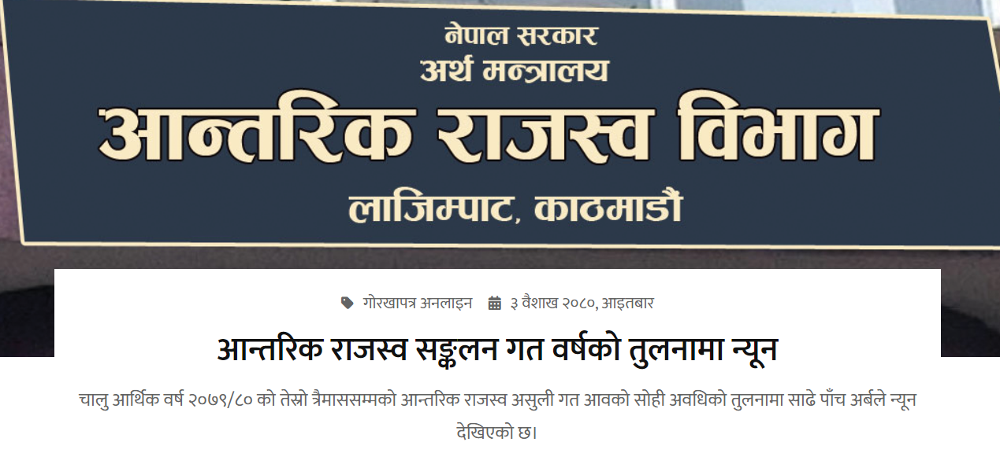 नेपाल सरकार
अर्थ मन्त्रालय
आन्तरिक राजस्व विभाग
लाजिम्पाट, काठमाडौं
गोरखापत्र अनलाइन ३ वैशाख २०८०, आइतबार
आन्तरिक राजस्व सङ्कलन गत वर्षको तुलनामा न्यून
चालु आर्थिक वर्ष २०७९/८० को तेस्रो त्रैमाससम्मको आन्तरिक राजस्व असुली गत आवको सोही अवधिको तुलनामा साढे पाँच अर्बले न्यून
देखिएको छ।